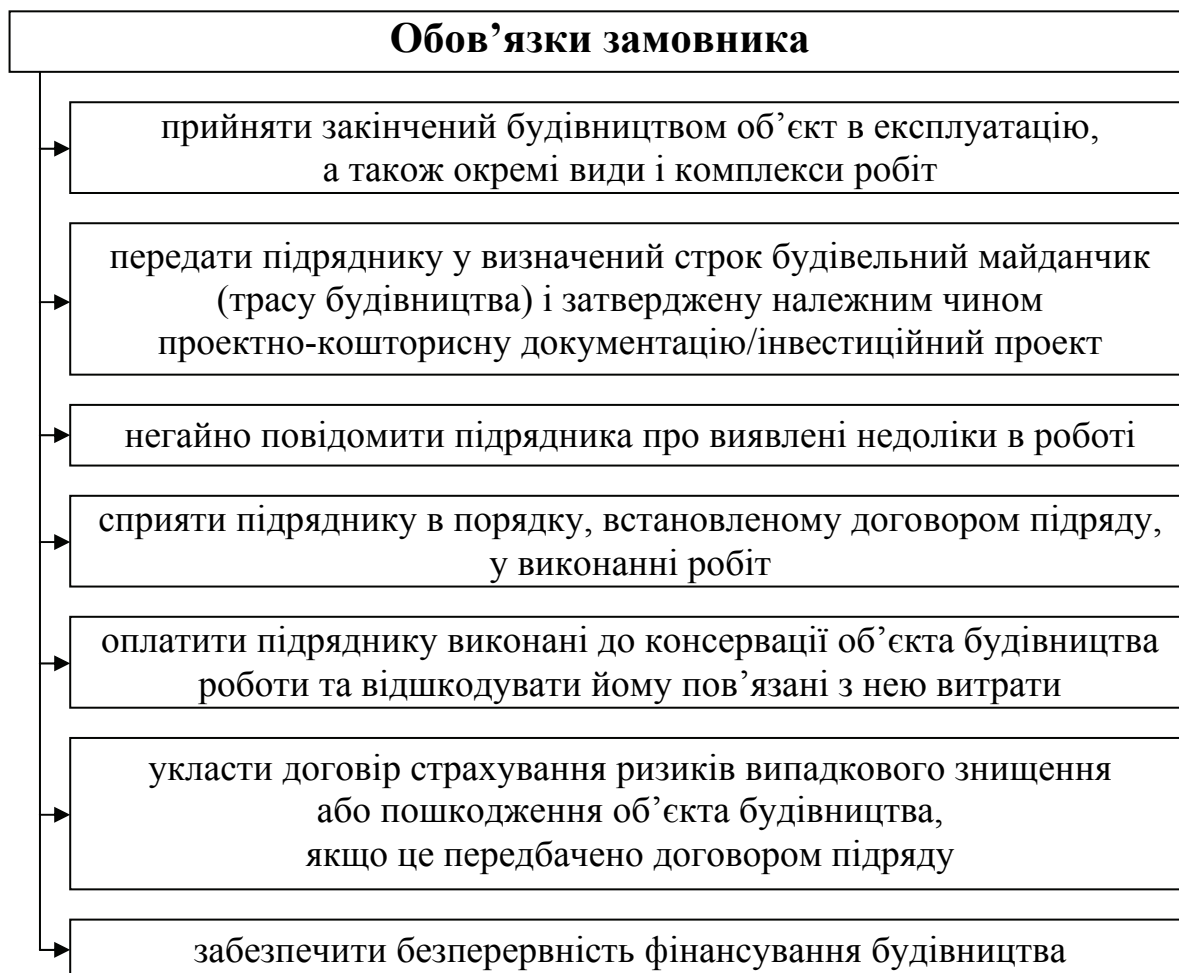 Обов’язки замовника
прийняти закінчений будівництвом об’єкт в експлуатацію,
а також окремі види і комплекси робіт
передати підряднику у визначений строк будівельний майданчик
(трасу будівництва) і затверджену належним чином
проектно-кошторисну документацію/інвестиційний проект
негайно повідомити підрядника про виявлені недоліки в роботі
сприяти підряднику в порядку, встановленому договором підряду,
у виконанні робіт
оплатити підряднику виконані до консервації об’єкта будівництва
роботи та відшкодувати йому пов’язані з нею витрати
укласти договір страхування ризиків випадкового знищення
або пошкодження об’єкта будівництва,
якщо це передбачено договором підряду
забезпечити безперервність фінансування будівництва